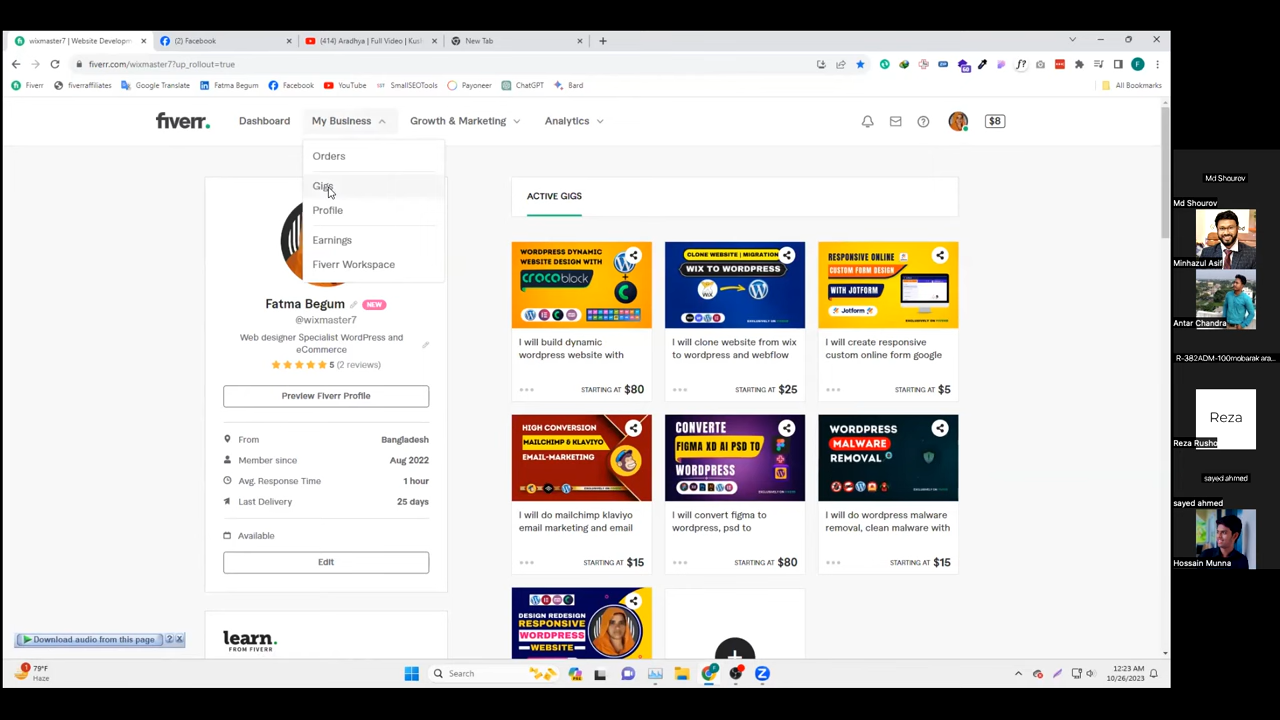 wixmaster7 | Website Developm
(2) Facebook
(414) Aradhya | Full Video | Kus
New Tab
fiverr.com/wixmaster7?up_rollout=true
Fiverr
fiverraffiliates
Google Translate
Fatma Begum
Facebook
YouTube
SmallSEOTools
Payoneer
ChatGPT
Bard
All Bookmarks
fiverr.
Dashboard
My Business
Growth & Marketing
Analytics
$8
Orders
Gigs
Profile
Earnings
Fiverr Workspace
Fatma Begum
NEW
@wixmaster7
Web designer Specialist WordPress and
eCommerce
5 (2 reviews)
Preview Fiverr Profile
From
Bangladesh
Member since
Aug 2022
Avg. Response Time
1 hour
Last Delivery
25 days
Available
Edit
learn.
FROM FIVERR
ACTIVE GIGS
WORDPRESS DYNAMIC
WEBSITE DESIGN WITH
crocoblock
I will build dynamic
wordpress website with
STARTING AT $80
CLONE WEBSITE | MIGRATION
WIX TO WORDPRESS
WIX
I will clone website from wix
to wordpress and webflow
STARTING AT $25
RESPONSIVE ONLINE
CUSTOM FORM DESIGN
WITH JOTFORM
Jotform
I will create responsive
custom online form google
STARTING AT $5
HIGH CONVERSION
MAILCHIMP & KLAVIYO
EMAIL-MARKETING
I will do mailchimp klaviyo
email marketing and email
STARTING AT $15
CONVERTE
FIGMA XD AI PSD TO
WORDPRESS
I will convert figma to
wordpress, psd to
STARTING AT $80
WORDPRESS
MALWARE
REMOVAL
I will do wordpress malware
removal, clean malware with
STARTING AT $15
DESIGN REDESIGN
RESPONSIVE
WORDPRESS
WEBSITE
Download audio from this page
?
79°F
Haze
Search
12:23 AM
10/26/2023
Md Shourov
Md Shourov
Minhazul Asif
Antar Chandra
R-382ADM-100mobarak ara...
Reza
Reza Rusho
sayed ahmed
sayed ahmed
Hossain Munna